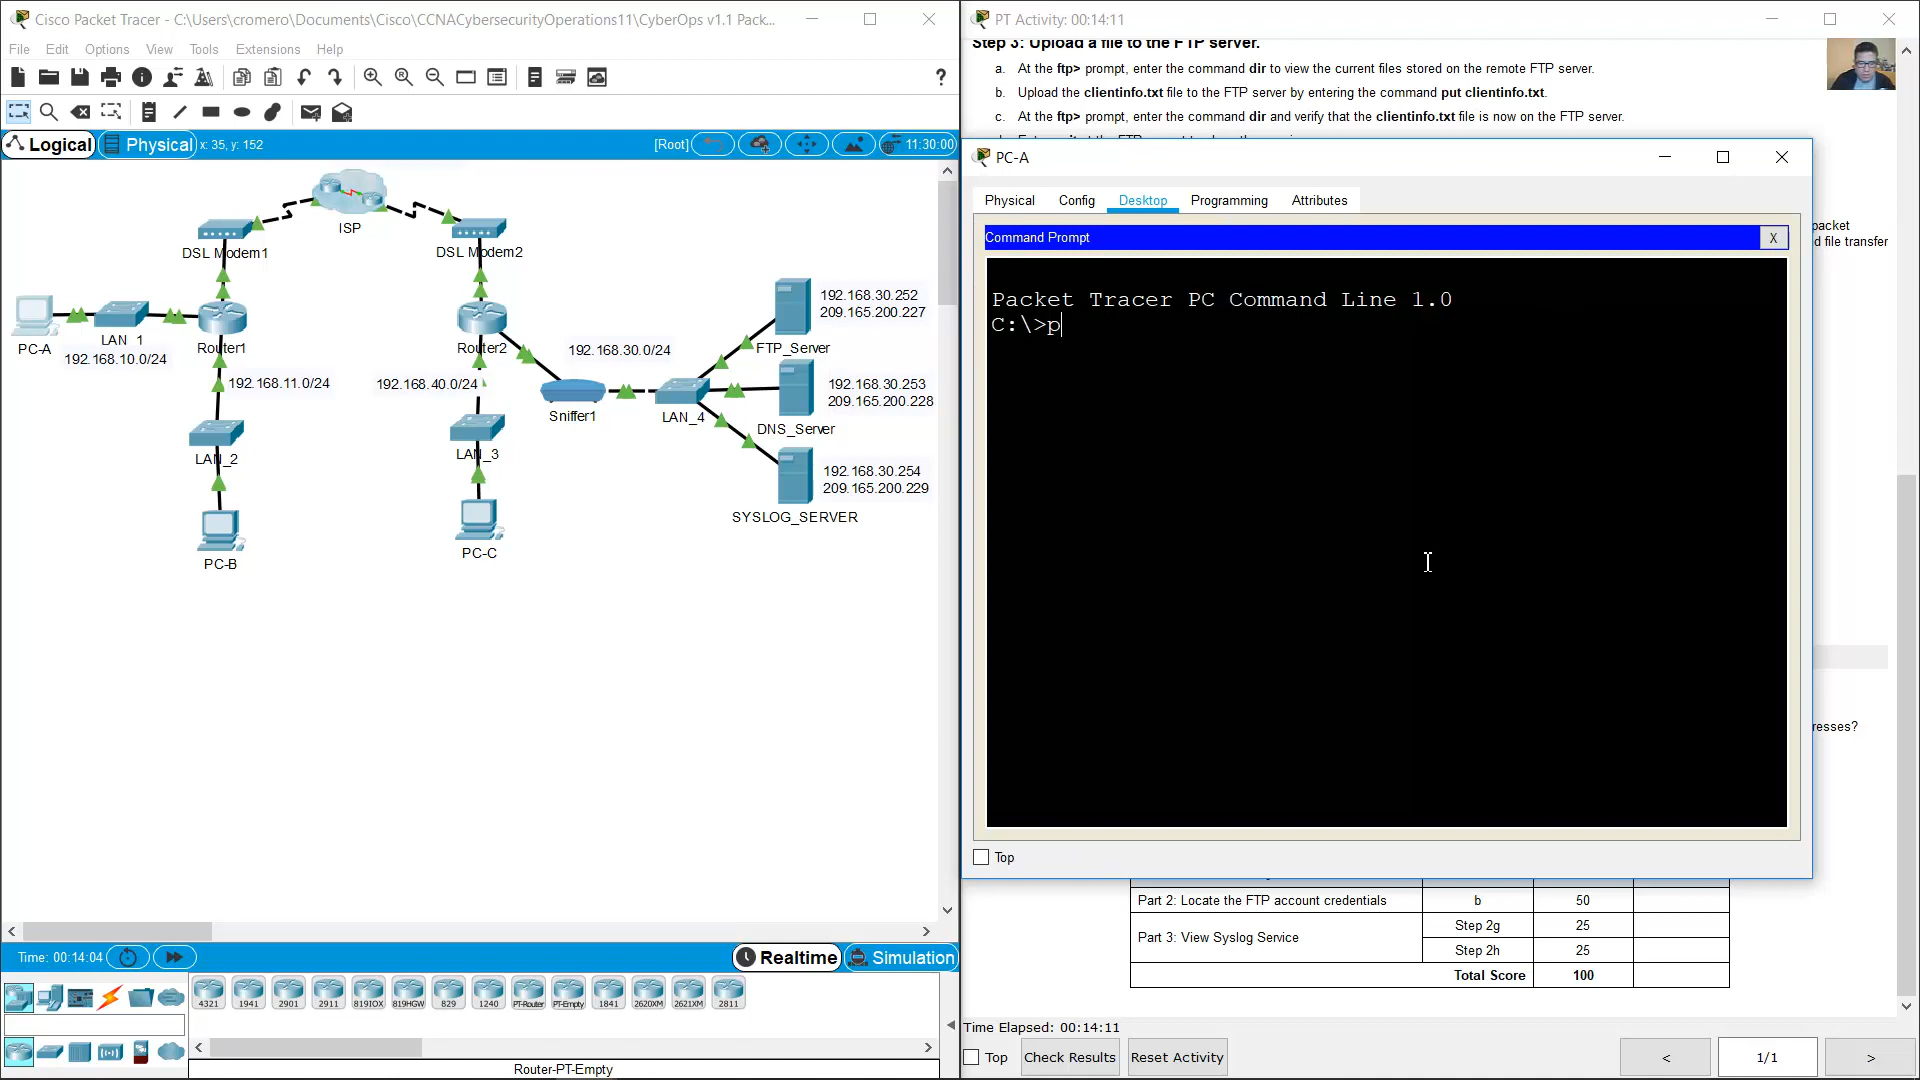 Cisco Packet Tracer - C:\Users\cromero\Documents\Cisco\CCNACybersecurityOperations11\CyberOps v1.1 Pack...
File Edit Options View Tools Extensions Help
?
Logical Physical x: 35, y: 152 [Root] 11:30:00
ISP
DSL Modem1
DSL Modem2
192.168.30.252
209.165.200.227
PC-A
LAN_1
192.168.10.0/24
Router1
Router2
192.168.30.0/24
FTP_Server
192.168.11.0/24
192.168.40.0/24
192.168.30.253
209.165.200.228
Sniffer1
LAN_4
DNS_Server
LAN_2
LAN_3
192.168.30.254
209.165.200.229
SYSLOG_SERVER
PC-B
PC-C
Time: 00:14:04 Realtime Simulation
4321 1941 2901 2911 819IOX 819HGW 829 1240 PT-Router PT-Empty 1841 2620XM 2621XM 2811
Router-PT-Empty
PT Activity: 00:14:11
Step 3: Upload a file to the FTP server.
a. At the ftp> prompt, enter the command dir to view the current files stored on the remote FTP server.
b. Upload the clientinfo.txt file to the FTP server by entering the command put clientinfo.txt.
c. At the ftp> prompt, enter the command dir and verify that the clientinfo.txt file is now on the FTP server.
PC-A
Physical Config Desktop Programming Attributes
packet
d file transfer
Command Prompt X
Packet Tracer PC Command Line 1.0
C:\>p
resses?
Top
Part 2: Locate the FTP account credentials b 50
Part 3: View Syslog Service
Step 2g 25
Step 2h 25
Total Score 100
Time Elapsed: 00:14:11
Top Check Results Reset Activity < 1/1 >